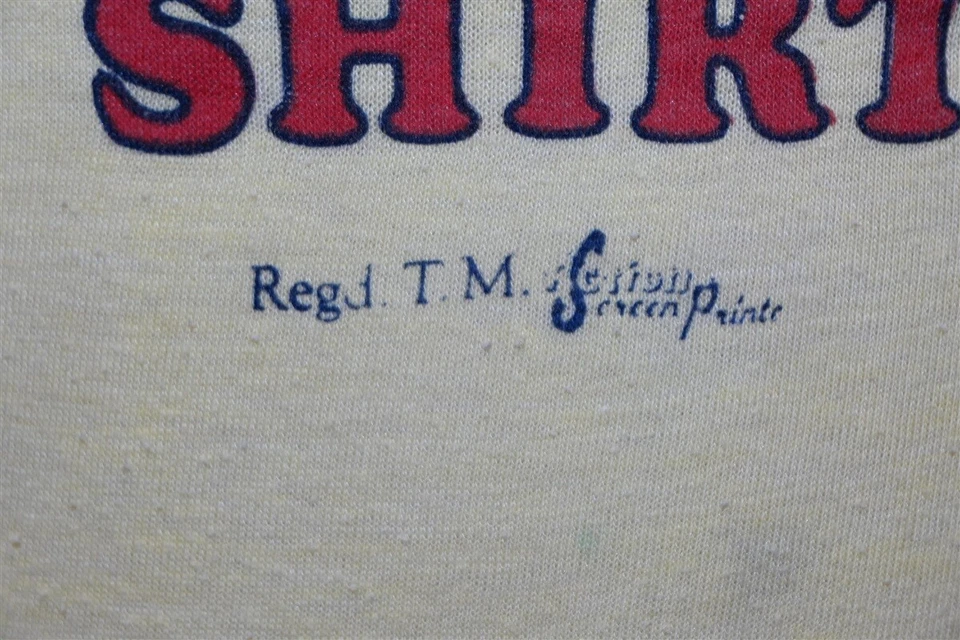 SHIRT
Regd. T. M. Screen Prints